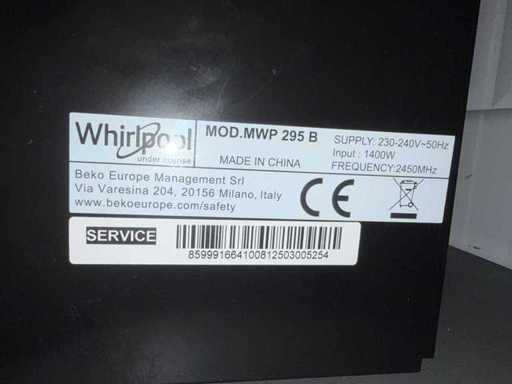 Whirlpool
under license
MOD.MWP 295 B
MADE IN CHINA
SUPPLY: 230-240V~50Hz
Input : 1400W
FREQUENCY:2450MHz
Beko Europe Management Srl
Via Varesina 204, 20156 Milano, Italy
www.bekoeurope.com/safety
CE
SERVICE
859991664100812503005254